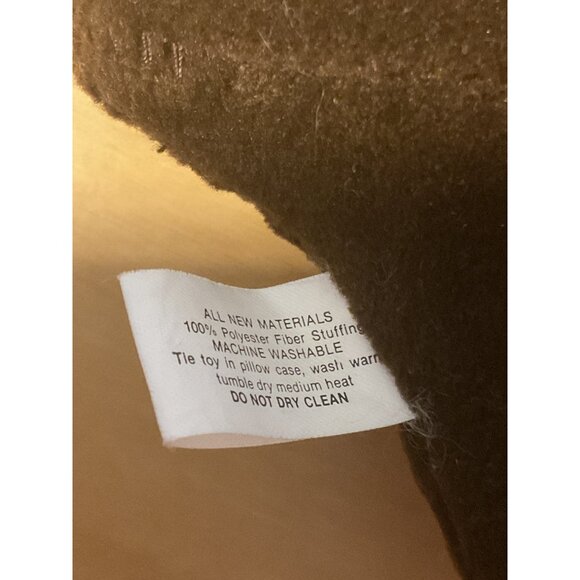 ALL NEW MATERIALS
100% Polyester Fiber Stuffing
MACHINE WASHABLE
Tie toy in pillow case, wash warm
tumble dry medium heat
DO NOT DRY CLEAN